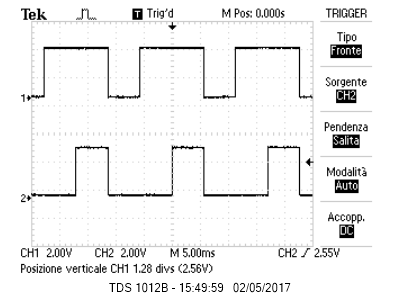 Tek T Trig'd M Pos: 0.000s TRIGGER
Tipo
Fronte
Sorgente
CH2
Pendenza
Salita
Modalità
Auto
Accopp.
DC
1
2
CH1 2.00V CH2 2.00V M 5.00ms CH2 2.55V
Posizione verticale CH1 1.28 divs (2.56V)
TDS 1012B - 15:49:59 02/05/2017